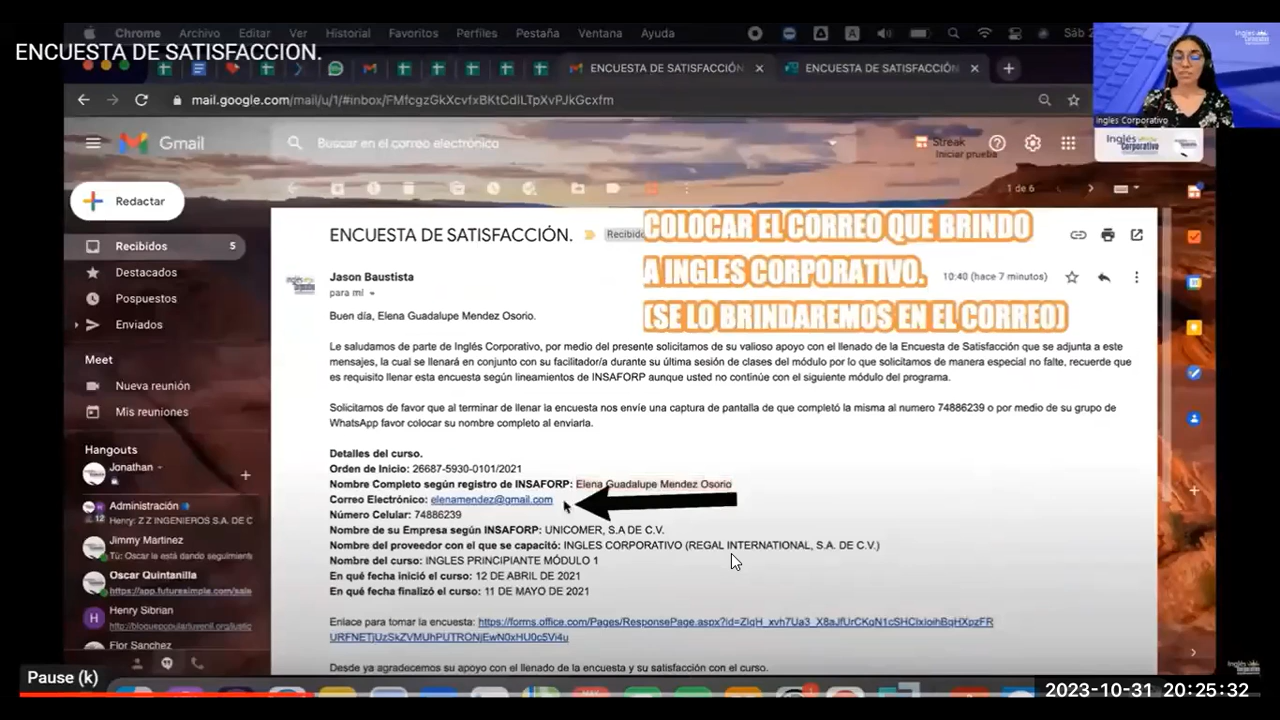 Chrome Archivo Editar Ver Historial Favoritos Perfiles Pestaña Ventana Ayuda
ENCUESTA DE SATISFACCION.
ENCUESTA DE SATISFACCIÓN
ENCUESTA DE SATISFACCIÓN
mail.google.com/mail/u/1/#inbox/FMfcgzGkXcvfxBKtCdlLTpXvPJkGcxfm
Ingles Corporativo
Gmail
Buscar en el correo electrónico
Streak
Iniciar prueba
Inglés
Corporativo
Redactar
1 de 6
Recibidos 5
Destacados
Pospuestos
Enviados
Meet
Nueva reunión
Mis reuniones
Hangouts
Jonathan
Administración
12 Henry: Z Z INGENIEROS S.A. DE C
Jimmy Martinez
Tú: Oscar le está dando seguimiento
Oscar Quintanilla
https://app.futuresimple.com/sale
H Henry Sibrian
http://bloquepopularjuvenil.org/justic
Flor Sanchez
ENCUESTA DE SATISFACCIÓN. Recibido
COLOCAR EL CORREO QUE BRINDO
A INGLES CORPORATIVO.
(SE LO BRINDAREMOS EN EL CORREO)
Jason Baustista 10:40 (hace 7 minutos)
para mí
Buen día, Elena Guadalupe Mendez Osorio.
Le saludamos de parte de Inglés Corporativo, por medio del presente solicitamos de su valioso apoyo con el llenado de la Encuesta de Satisfacción que se adjunta a este
mensajes, la cual se llenará en conjunto con su facilitador/a durante su última sesión de clases del módulo por lo que solicitamos de manera especial no falte, recuerde que
es requisito llenar esta encuesta según lineamientos de INSAFORP aunque usted no continúe con el siguiente módulo del programa.
Solicitamos de favor que al terminar de llenar la encuesta nos envíe una captura de pantalla de que completó la misma al numero 74886239 o por medio de su grupo de
WhatsApp favor colocar su nombre completo al enviarla.
Detalles del curso.
Orden de Inicio: 26687-5930-0101/2021
Nombre Completo según registro de INSAFORP: Elena Guadalupe Mendez Osorio
Correo Electrónico: elenamendez@gmail.com
Número Celular: 74886239
Nombre de su Empresa según INSAFORP: UNICOMER, S.A DE C.V.
Nombre del proveedor con el que se capacitó: INGLES CORPORATIVO (REGAL INTERNATIONAL, S.A. DE C.V.)
Nombre del curso: INGLES PRINCIPIANTE MÓDULO 1
En qué fecha inició el curso: 12 DE ABRIL DE 2021
En qué fecha finalizó el curso: 11 DE MAYO DE 2021
Enlace para tomar la encuesta:
Desde ya agradecemos su apoyo con el llenado de la encuesta y su satisfacción con el curso.
Pause (k)
2023-10-31 20:25:32